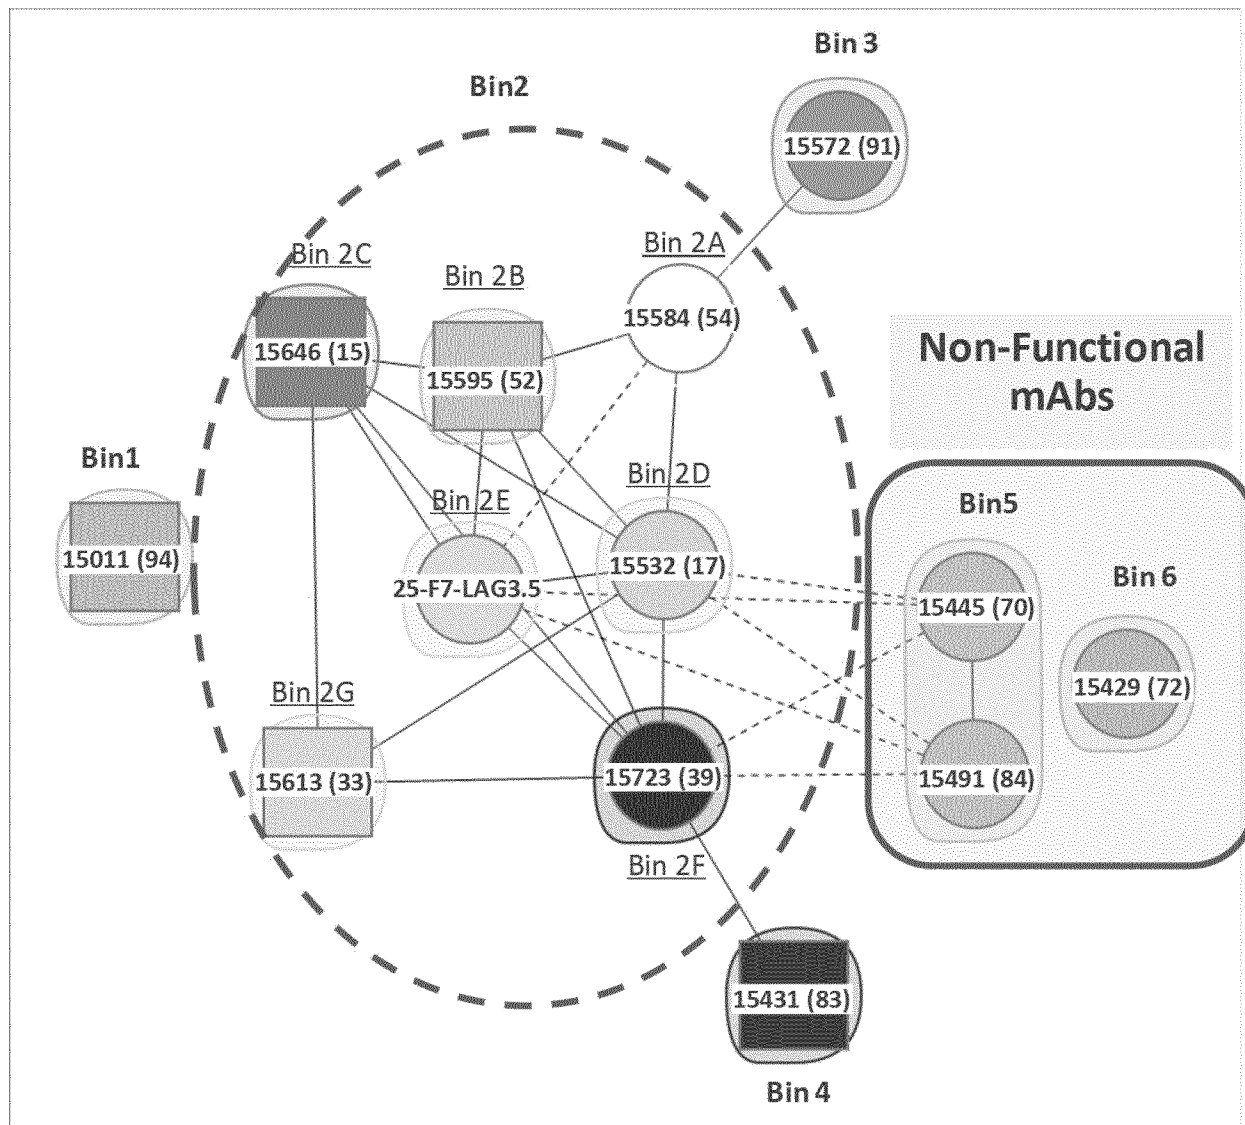 Bin 3
15572 (91)
Bin2
Bin 2A
15584 (54)
Bin 2C
15646 (15)
Bin 2B
15595 (52)
Non-Functional
mAbs
Bin1
15011 (94)
Bin 2E
25-F7-LAG3.5
Bin 2D
15532 (17)
Bin5
15445 (70)
Bin 6
15429 (72)
15491 (84)
Bin 2G
15613 (33)
15723 (39)
Bin 2F
15431 (83)
Bin 4